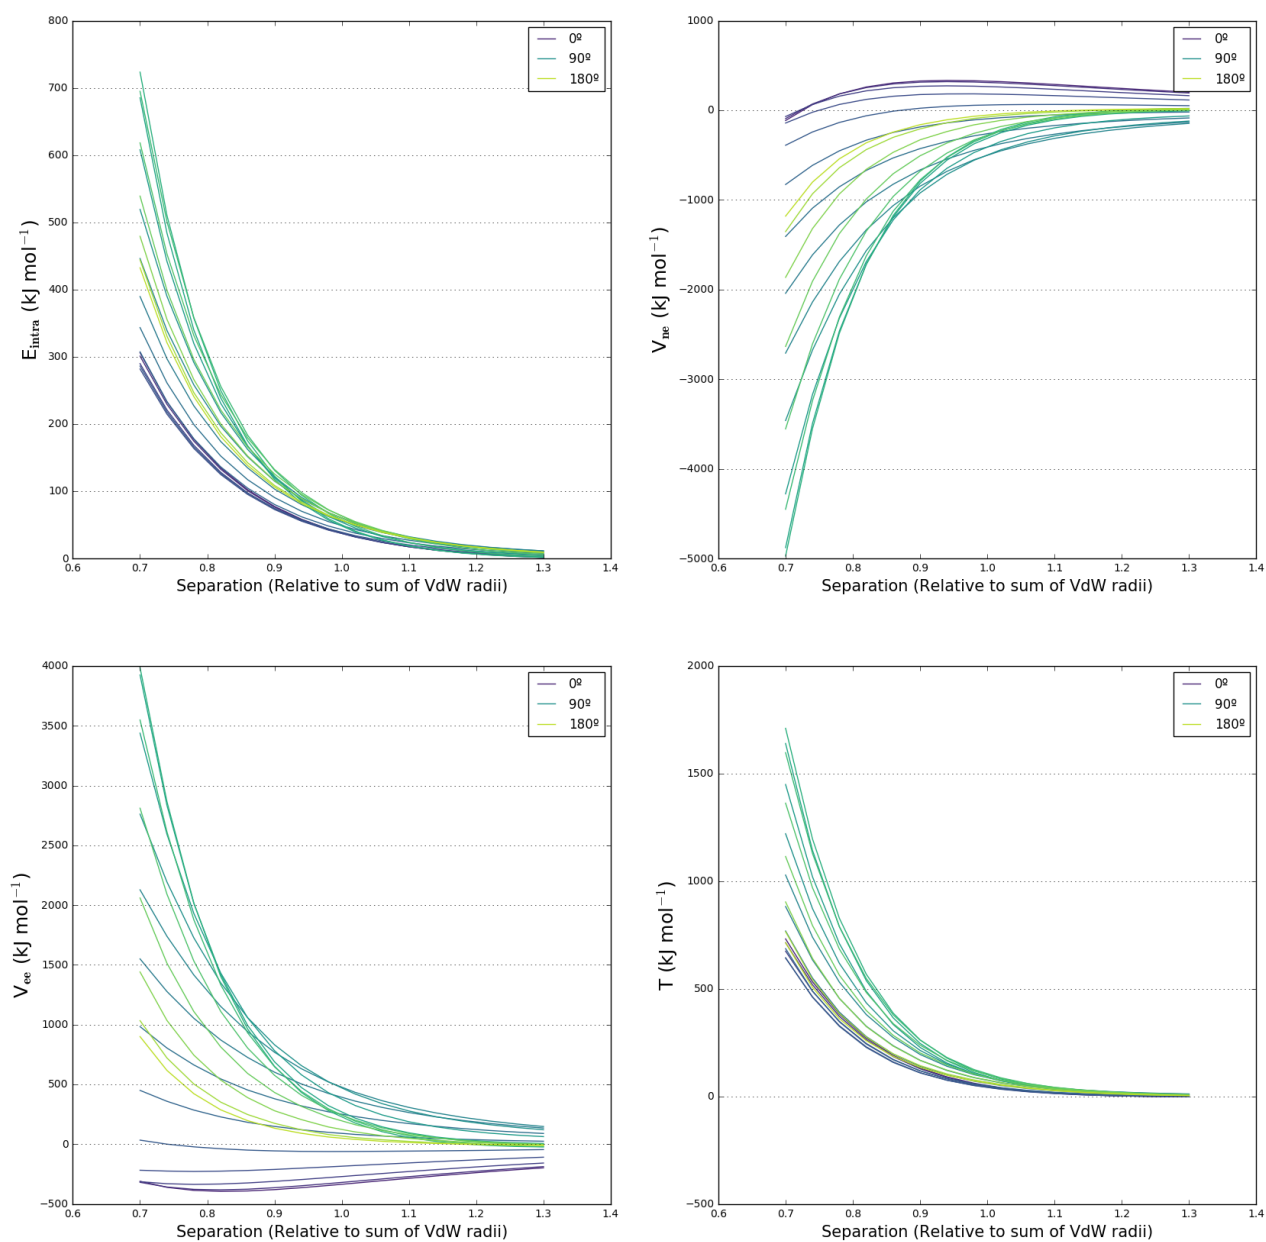 800
700
600
500
400
300
200
100
0
0.6 0.7 0.8 0.9 1.0 1.1 1.2 1.3 1.4
E_intra (kJ mol⁻¹)
Separation (Relative to sum of VdW radii)
0º
90º
180º
1000
0
−1000
−2000
−3000
−4000
−5000
0.6 0.7 0.8 0.9 1.0 1.1 1.2 1.3 1.4
V_ne (kJ mol⁻¹)
Separation (Relative to sum of VdW radii)
0º
90º
180º
4000
3500
3000
2500
2000
1500
1000
500
0
−500
0.6 0.7 0.8 0.9 1.0 1.1 1.2 1.3 1.4
V_ee (kJ mol⁻¹)
Separation (Relative to sum of VdW radii)
0º
90º
180º
2000
1500
1000
500
0
−500
0.6 0.7 0.8 0.9 1.0 1.1 1.2 1.3 1.4
T (kJ mol⁻¹)
Separation (Relative to sum of VdW radii)
0º
90º
180º